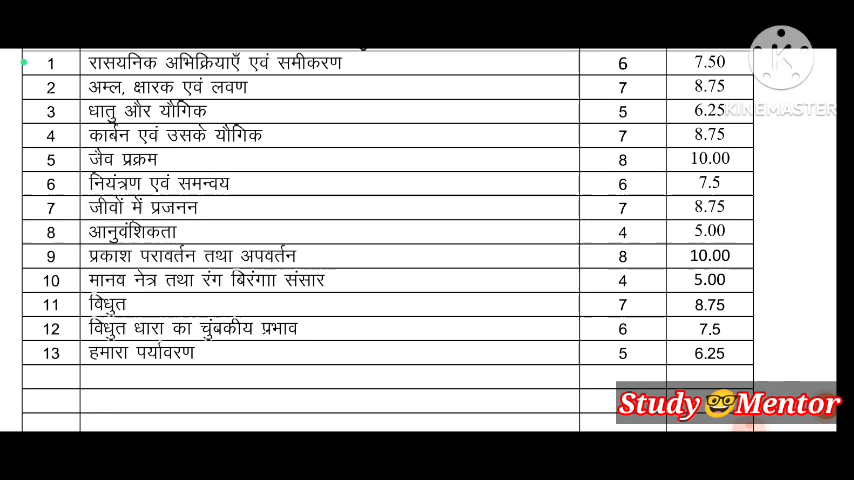 1 रासयनिक अभिक्रियाएँ एवं समीकरण 6 7.50
2 अम्ल, क्षारक एवं लवण 7 8.75
3 धातु और यौगिक 5 6.25
KINEMASTER
4 कार्बन एवं उसके यौगिक 7 8.75
5 जैव प्रक्रम 8 10.00
6 नियंत्रण एवं समन्वय 6 7.5
7 जीवों में प्रजनन 7 8.75
8 आनुवंशिकता 4 5.00
9 प्रकाश परावर्तन तथा अपवर्तन 8 10.00
10 मानव नेत्र तथा रंग बिरंगाा संसार 4 5.00
11 विधुत 7 8.75
12 विधुत धारा का चुंबकीय प्रभाव 6 7.5
13 हमारा पर्यावरण 5 6.25
Study Mentor